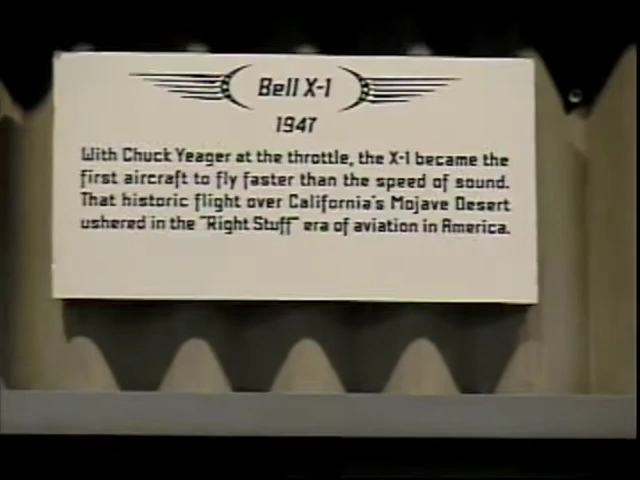 Bell X-1
1947
With Chuck Yeager at the throttle, the X-1 became the
first aircraft to fly faster than the speed of sound.
That historic flight over California's Mojave Desert
ushered in the "Right Stuff" era of aviation in America.